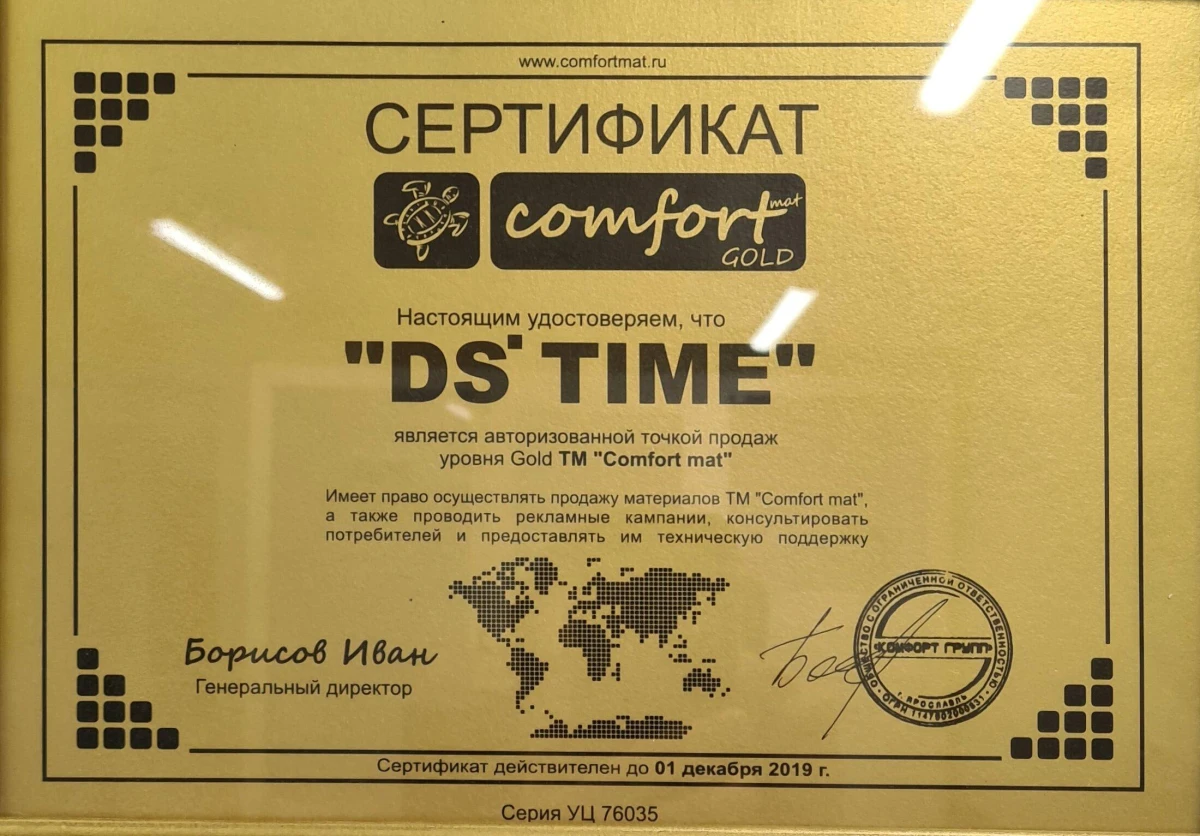 www.comfortmat.ru
СЕРТИФИКАТ
comfort mat
GOLD
Настоящим удостоверяем, что
"DS TIME"
является авторизованной точкой продаж
уровня Gold ТМ "Comfort mat"
Имеет право осуществлять продажу материалов ТМ "Comfort mat",
а также проводить рекламные кампании, консультировать
потребителей и предоставлять им техническую поддержку
Борисов Иван
Генеральный директор
ОБЩЕСТВО С ОГРАНИЧЕННОЙ ОТВЕТСТВЕННОСТЬЮ
"КОМФОРТ ГРУПП"
г. ЯРОСЛАВЛЬ
ОГРН
Сертификат действителен до 01 декабря 2019 г.
Серия УЦ 76035